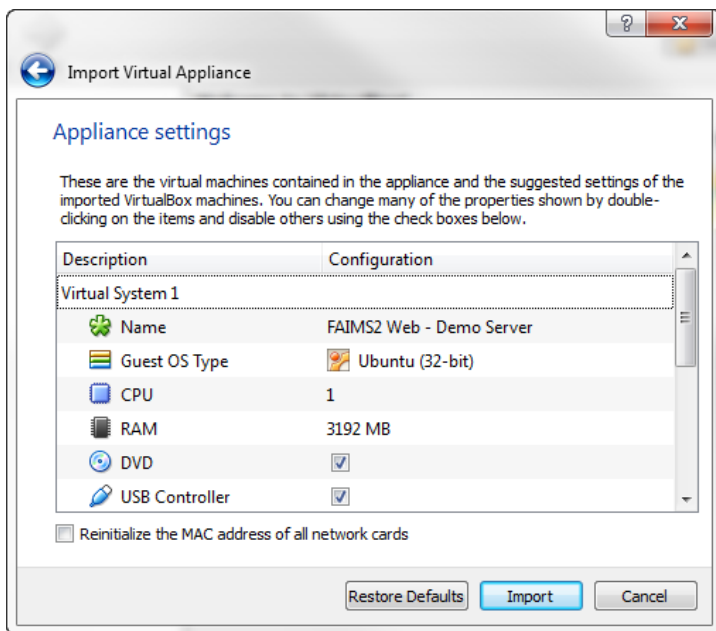 Import Virtual Appliance
Appliance settings
These are the virtual machines contained in the appliance and the suggested settings of the
imported VirtualBox machines. You can change many of the properties shown by double-
clicking on the items and disable others using the check boxes below.
Description Configuration
Virtual System 1
Name FAIMS2 Web - Demo Server
Guest OS Type Ubuntu (32-bit)
CPU 1
RAM 3192 MB
DVD
USB Controller
Reinitialize the MAC address of all network cards
Restore Defaults Import Cancel